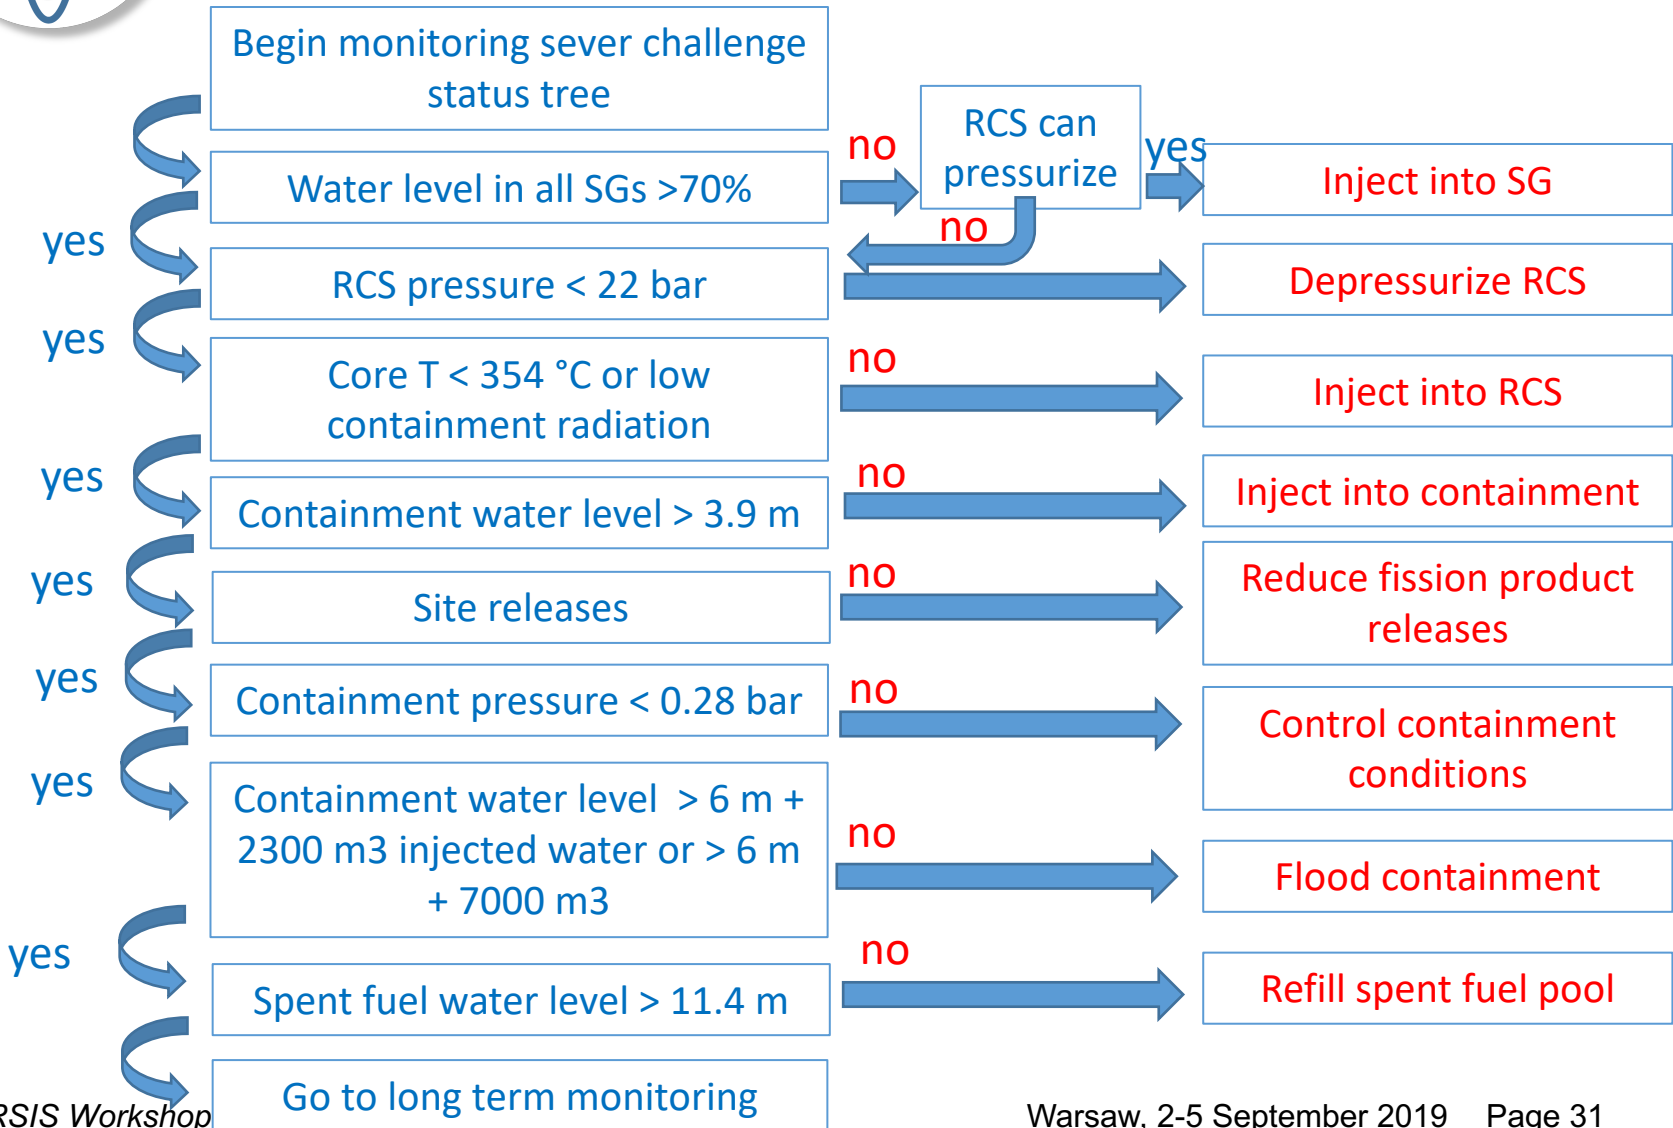 Begin monitoring sever challenge
status tree
no
RCS can
pressurize
yes
Water level in all SGs >70%
Inject into SG
yes
no
RCS pressure < 22 bar
Depressurize RCS
yes
Core T < 354 °C or low
containment radiation
no
Inject into RCS
yes
Containment water level > 3.9 m
no
Inject into containment
yes
Site releases
no
Reduce fission product
releases
yes
Containment pressure < 0.28 bar
no
Control containment
conditions
yes
Containment water level > 6 m +
2300 m3 injected water or > 6 m
+ 7000 m3
no
Flood containment
yes
Spent fuel water level > 11.4 m
no
Refill spent fuel pool
Go to long term monitoring
RSIS Workshop
Warsaw, 2-5 September 2019 Page 31